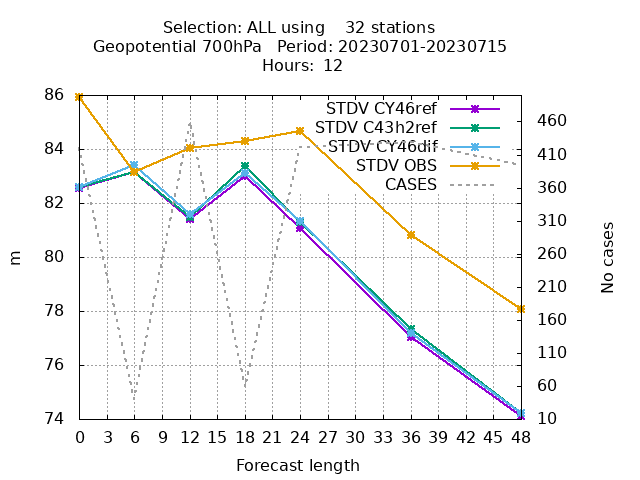 Selection: ALL using    32 stations
Geopotential 700hPa   Period: 20230701-20230715
Hours:  12
STDV CY46ref
STDV C43h2ref
STDV CY46dif
STDV OBS
CASES
86
84
82
80
78
76
74
m
460
410
360
310
260
210
160
110
60
10
No cases
0 3 6 9 12 15 18 21 24 27 30 33 36 39 42 45 48
Forecast length